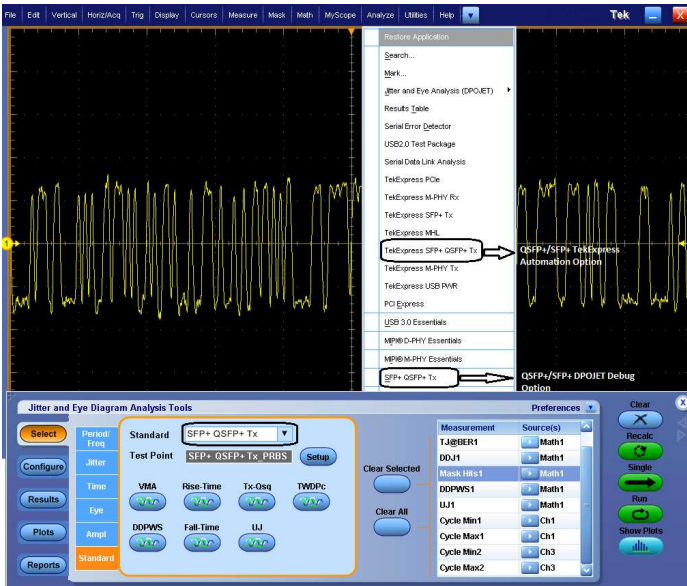 File Edit Vertical Horiz/Acq Trig Display Cursors Measure Mask Math MyScope Analyze Utilities Help Tek X
Restore Application
Search...
Mark...
Jitter and Eye Analysis (DPOJET)
Results Table
Serial Error Detector
USB2.0 Test Package
Serial Data Link Analysis
TekExpress PCIe
TekExpress M-PHY Rx
TekExpress SFP+ Tx
TekExpress MHL
TekExpress SFP+ QSFP+ Tx
QSFP+/SFP+ TekExpress
Automation Option
TekExpress M-PHY Tx
TekExpress USB PWR
PCI Express
USB 3.0 Essentials
MIPI® D-PHY Essentials
MIPI® M-PHY Essentials
SFP+ QSFP+ Tx
QSFP+/SFP+ DPOJET Debug
Option
1
Jitter and Eye Diagram Analysis Tools
Preferences
Clear
X
Select
Configure
Results
Plots
Reports
Period/
Freq
Jitter
Time
Eye
Ampl
Standard
Standard SFP+ QSFP+ Tx
Test Point SFP+ QSFP+ Tx_PRBS Setup
VMA Rise-Time Tx-Qsq TWDPc
DDPWS Fall-Time UJ
Clear Selected
Clear All
Measurement Source(s)
TJ@BER1 Math1
DDJ1 Math1
Mask Hits1 Math1
DDPWS1 Math1
UJ1 Math1
Cycle Min1 Ch1
Cycle Max1 Ch1
Cycle Min2 Ch3
Cycle Max2 Ch3
Recalc
Single
Run
Show Plots